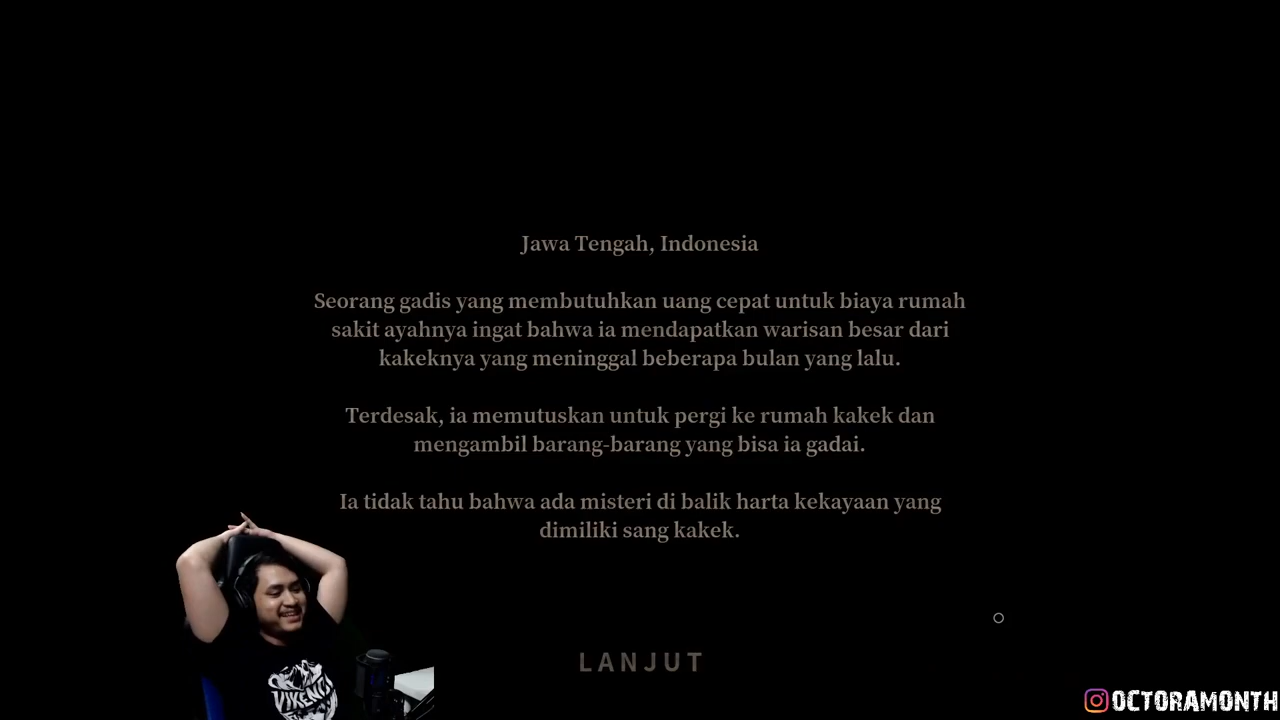 Jawa Tengah, Indonesia
Seorang gadis yang membutuhkan uang cepat untuk biaya rumah
sakit ayahnya ingat bahwa ia mendapatkan warisan besar dari
kakeknya yang meninggal beberapa bulan yang lalu.
Terdesak, ia memutuskan untuk pergi ke rumah kakek dan
mengambil barang-barang yang bisa ia gadai.
Ia tidak tahu bahwa ada misteri di balik harta kekayaan yang
dimiliki sang kakek.
LANJUT
OCTORAMONTH